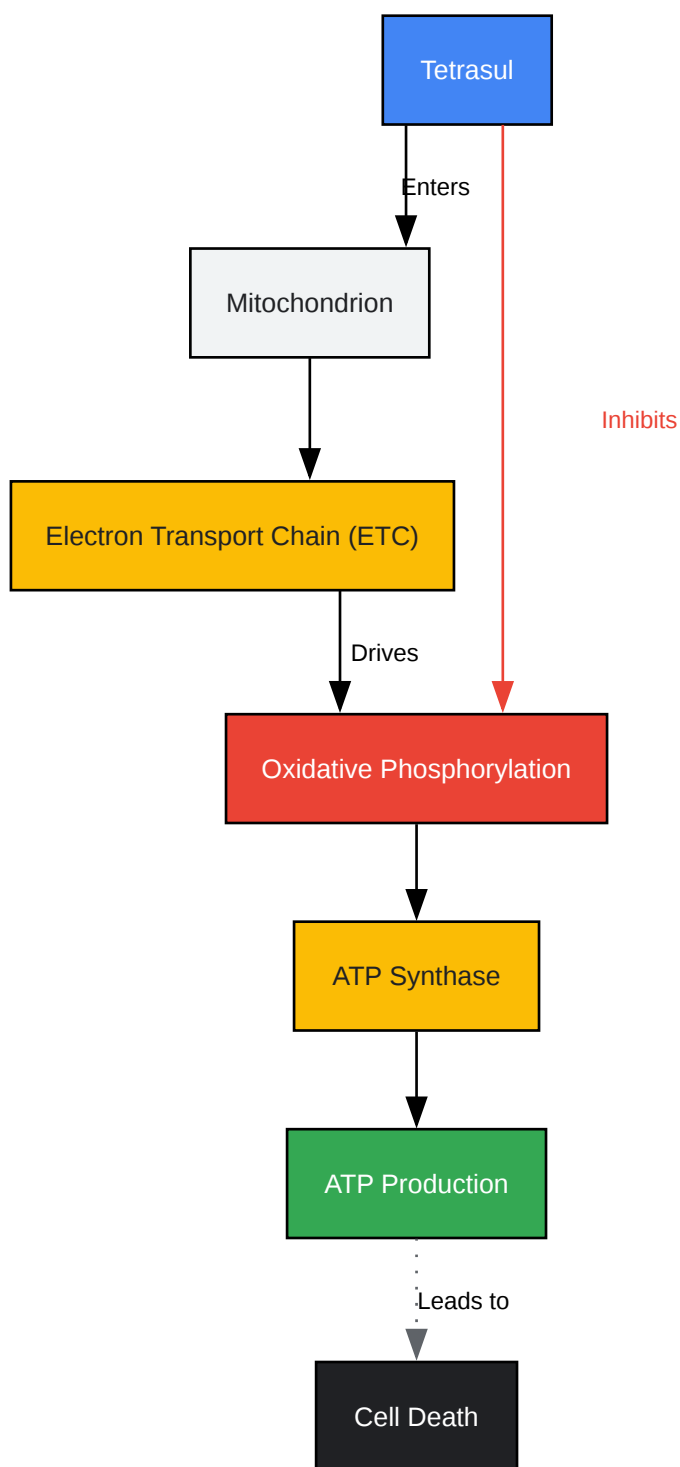 Tetrasul
Enters
Mitochondrion
Inhibits
Electron Transport Chain (ETC)
Drives
Oxidative Phosphorylation
ATP Synthase
ATP Production
Leads to
Cell Death